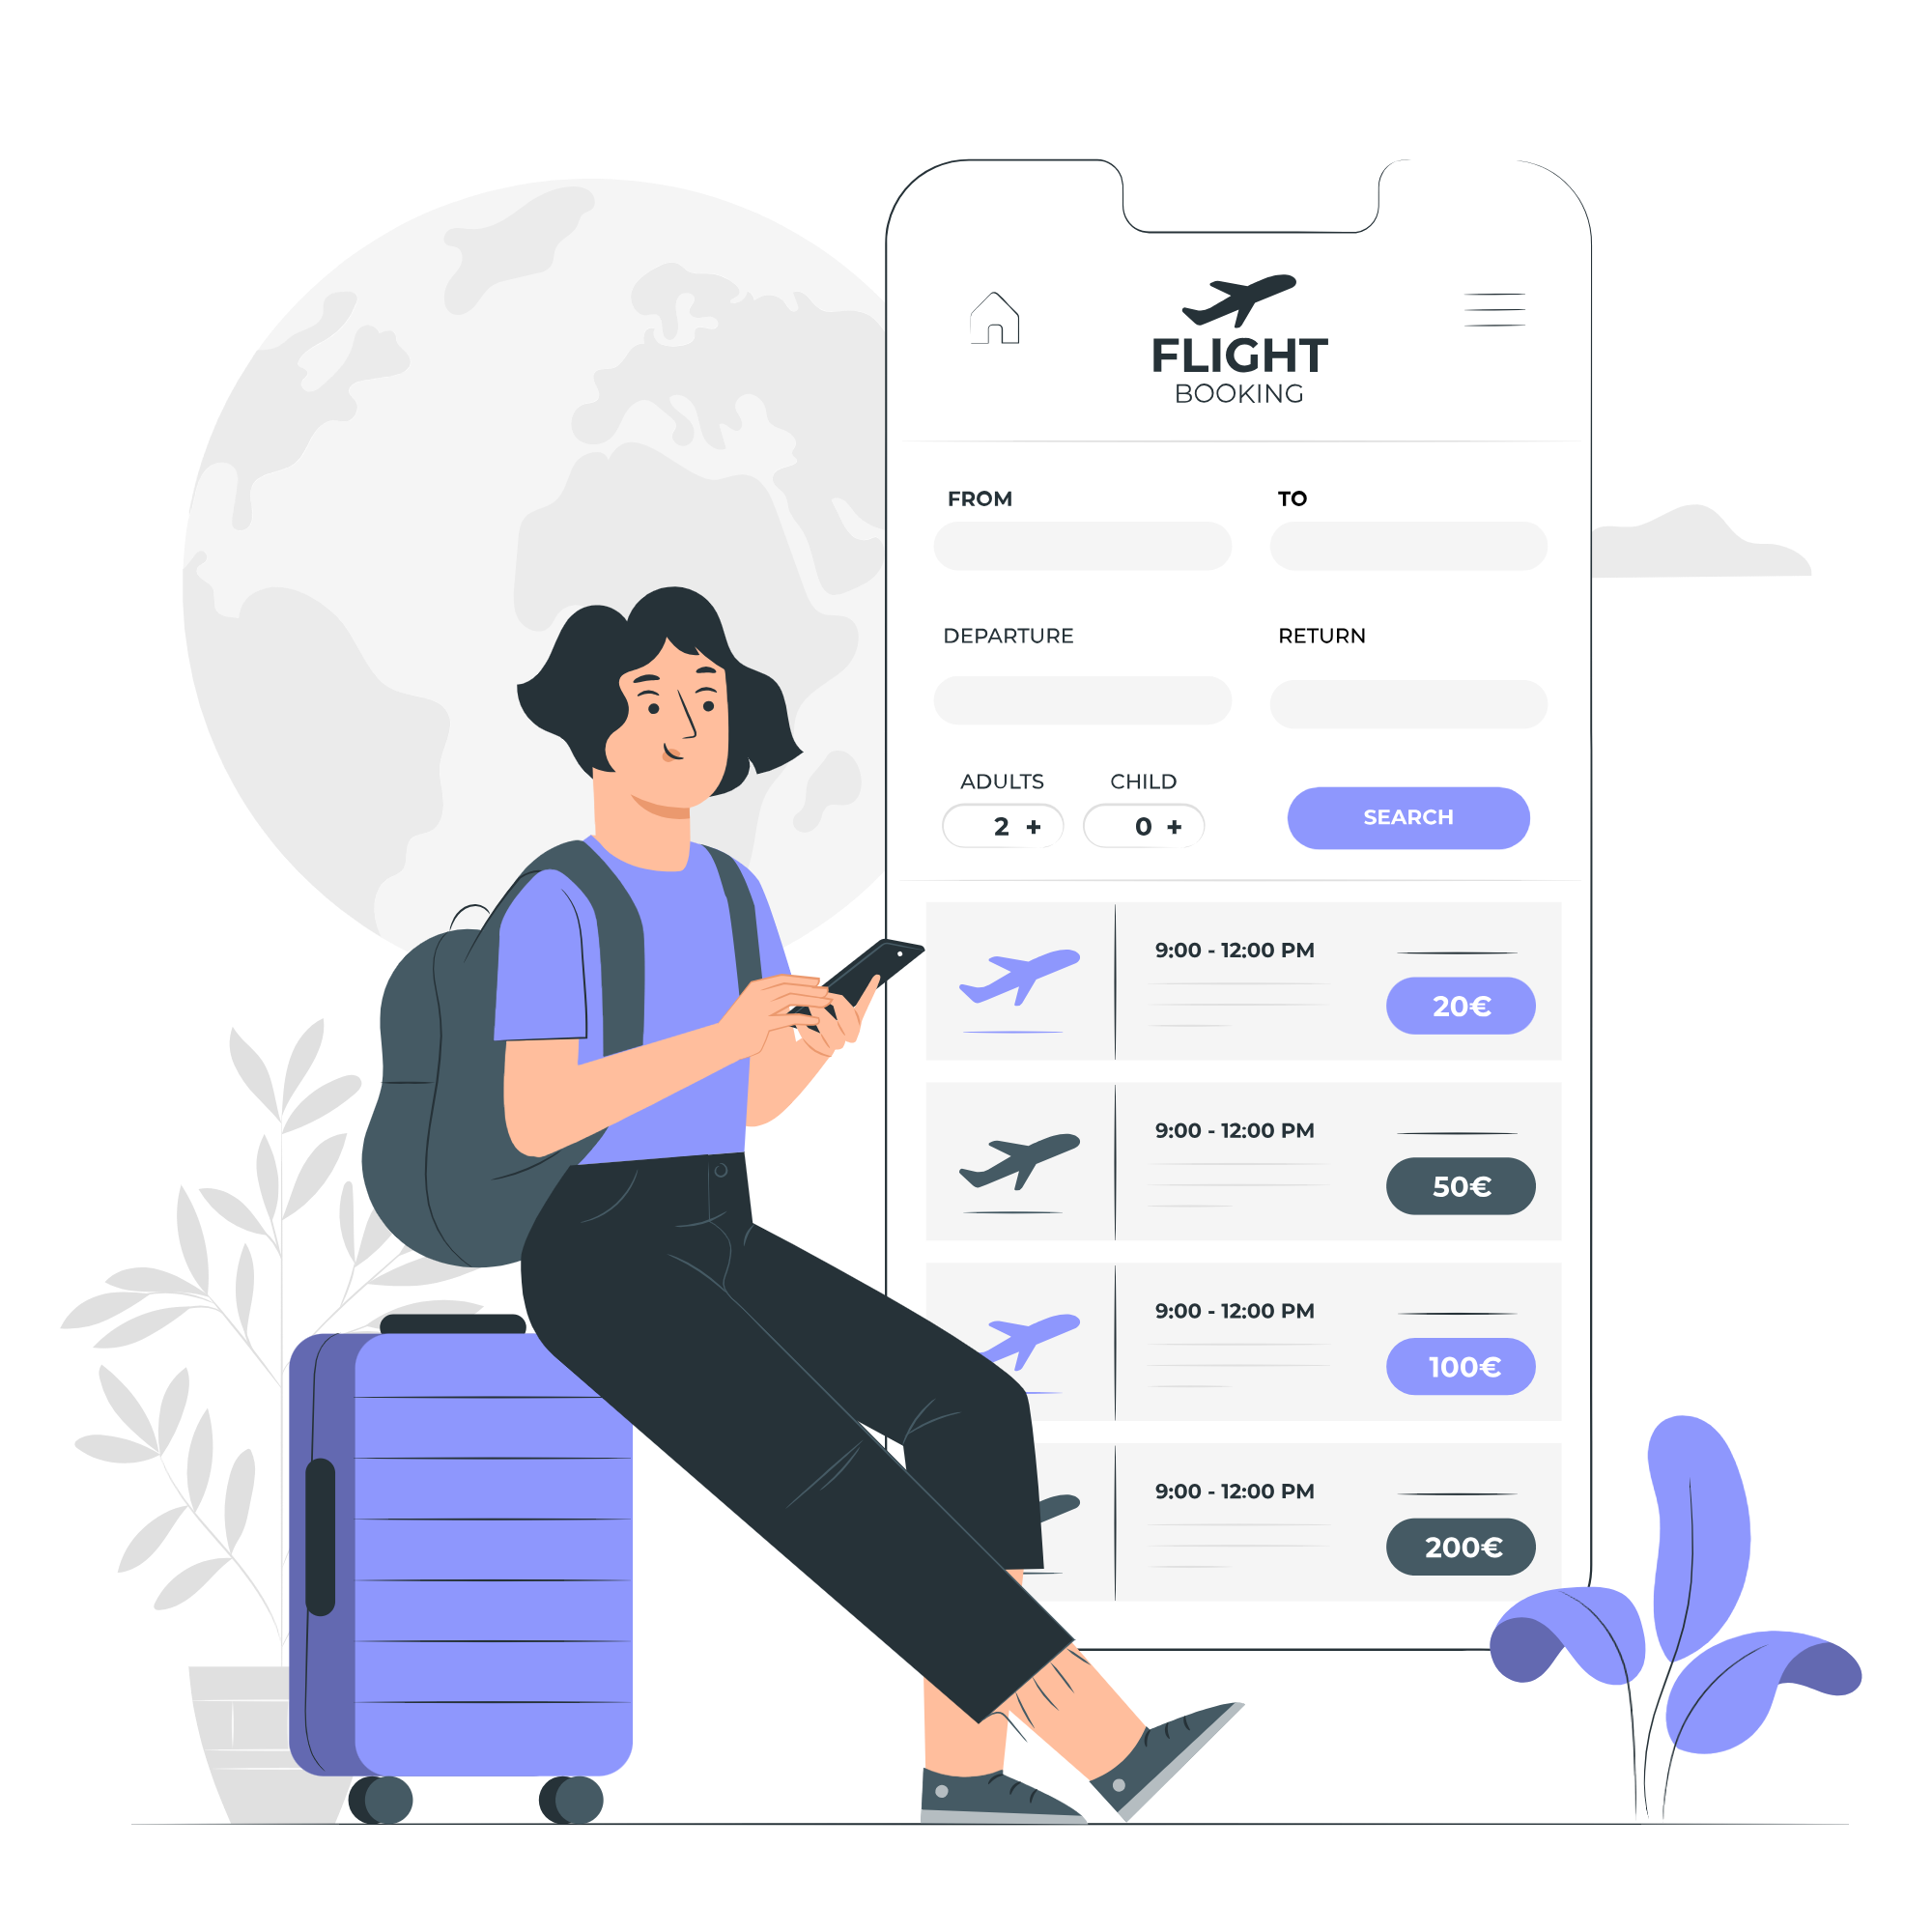 FLIGHT
BOOKING
FROM
TO
DEPARTURE
RETURN
ADULTS
CHILD
2 +
0 +
SEARCH
9:00 - 12:00 PM
20€
9:00 - 12:00 PM
50€
9:00 - 12:00 PM
100€
9:00 - 12:00 PM
200€